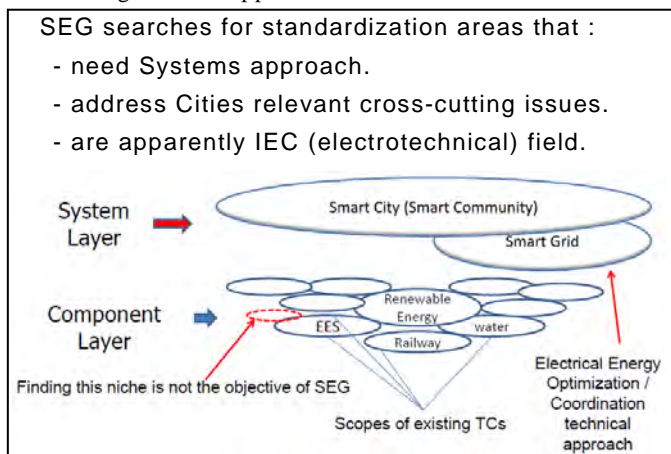 SEG searches for standardization areas that :
- need Systems approach.
- address Cities relevant cross-cutting issues.
- are apparently IEC (electrotechnical) field.
Smart City (Smart Community)
System
Layer
Smart Grid
Renewable
Energy
Component
Layer
EES
water
Railway
Finding this niche is not the objective of SEG
Scopes of existing TCs
Electrical Energy
Optimization /
Coordination
technical
approach